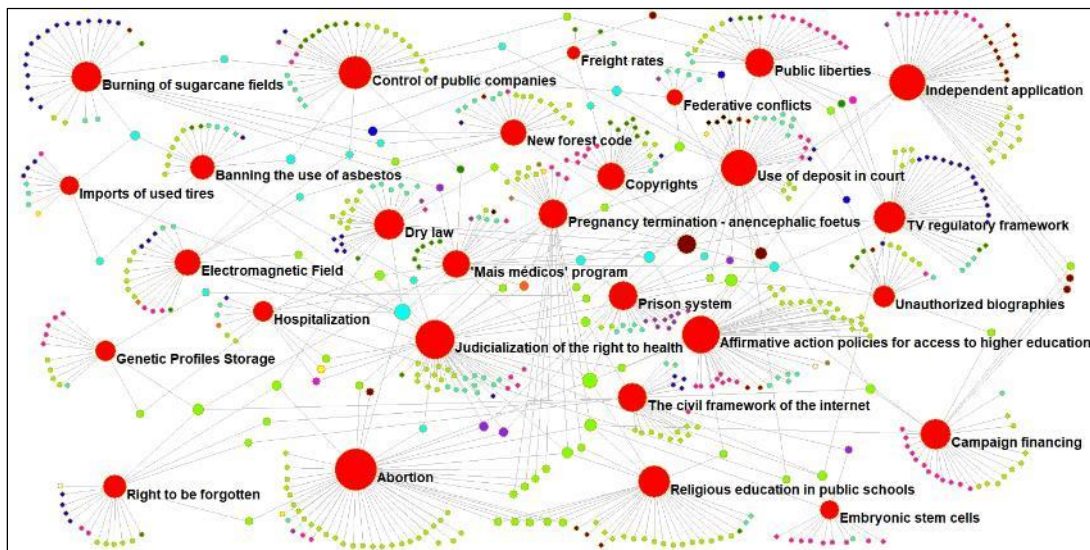 Burning of sugarcane fields
Control of public companies
Freight rates
Public liberties
Independent application
Federative conflicts
New forest code
Banning the use of asbestos
Imports of used tires
Copyrights
Use of deposit in court
Dry law
Pregnancy termination - anencephalic foetus
TV regulatory framework
Electromagnetic Field
'Mais médicos' program
Unauthorized biographies
Prison system
Hospitalization
Genetic Profiles Storage
Judicialization of the right to health
Affirmative action policies for access to higher education
The civil framework of the internet
Campaign financing
Abortion
Right to be forgotten
Religious education in public schools
Embryonic stem cells